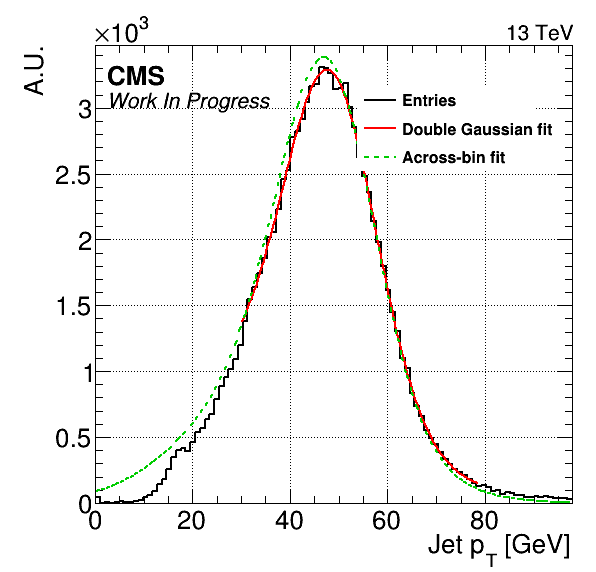 ×10³
13 TeV
A.U.
CMS
Work In Progress
Entries
Double Gaussian fit
Across-bin fit
3
2.5
2
1.5
1
0.5
0
0 20 40 60 80
Jet p_T [GeV]